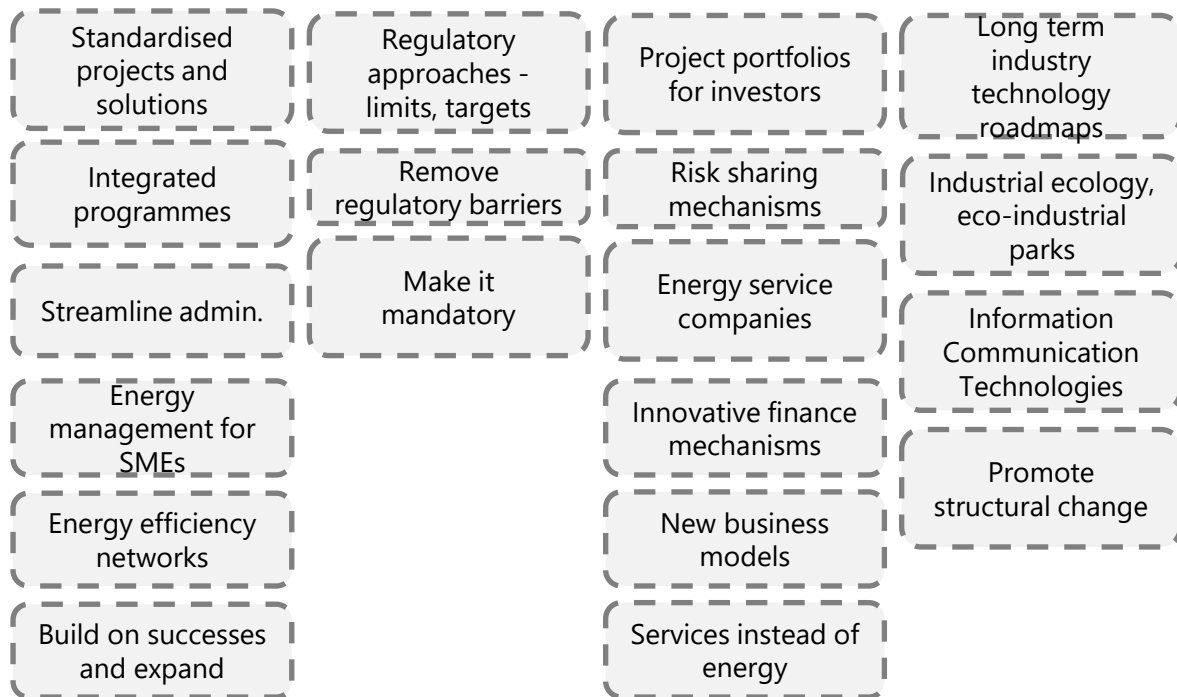 Standardised
projects and
solutions
Integrated
programmes
Streamline admin.
Energy
management for
SMEs
Energy efficiency
networks
Build on successes
and expand
Regulatory
approaches -
limits, targets
Remove
regulatory barriers
Make it
mandatory
Project portfolios
for investors
Risk sharing
mechanisms
Energy service
companies
Innovative finance
mechanisms
New business
models
Services instead of
energy
Long term
industry
technology
roadmaps
Industrial ecology,
eco-industrial
parks
Information
Communication
Technologies
Promote
structural change